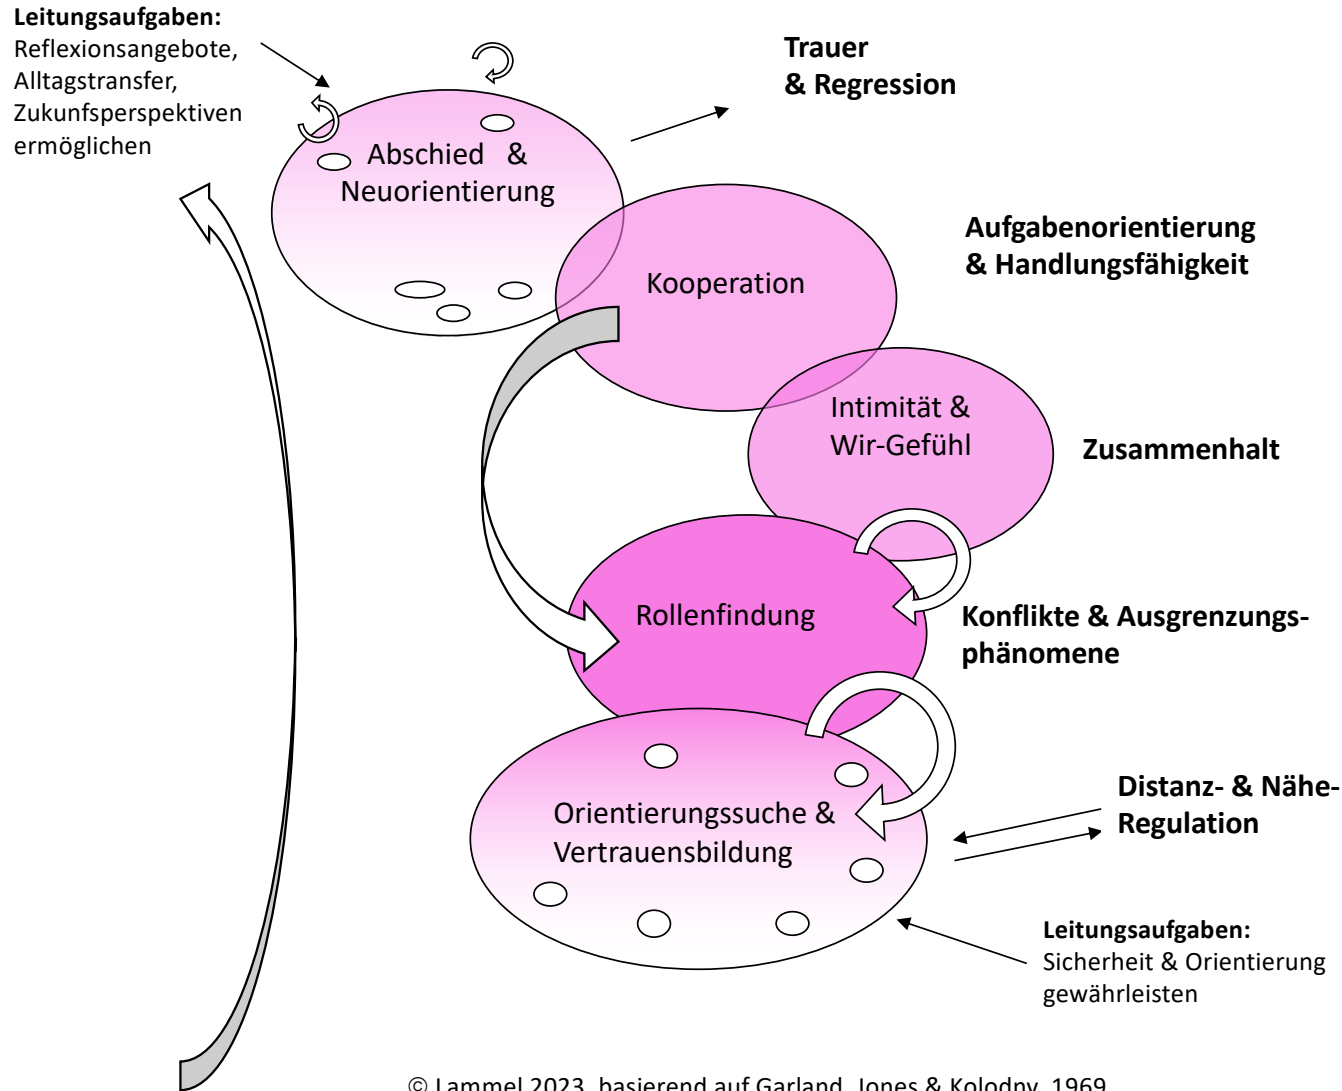 Leitungsaufgaben:
Reflexionsangebote,
Alltagstransfer,
Zukunfsperspektiven
ermöglichen
Trauer
& Regression
Abschied &
Neuorientierung
Aufgabenorientierung
& Handlungsfähigkeit
Kooperation
Intimität &
Wir-Gefühl
Zusammenhalt
Rollenfindung
Konflikte & Ausgrenzungs-
phänomene
Distanz- & Nähe-
Regulation
Orientierungssuche &
Vertrauensbildung
Leitungsaufgaben:
Sicherheit & Orientierung
gewährleisten
© Lammel 2023, basierend auf Garland, Jones & Kolodny, 1969